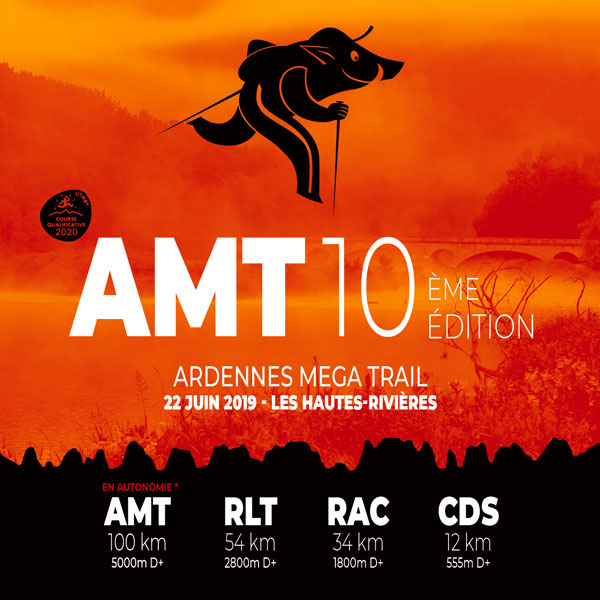 UTMB®
COURSE
QUALIFICATIVE
2020
AMT 10 ÈME
ÉDITION
ARDENNES MEGA TRAIL
22 JUIN 2019 - LES HAUTES-RIVIÈRES
EN AUTONOMIE *
AMT RLT RAC CDS
100 km 54 km 34 km 12 km
5000m D+ 2800m D+ 1800m D+ 555m D+